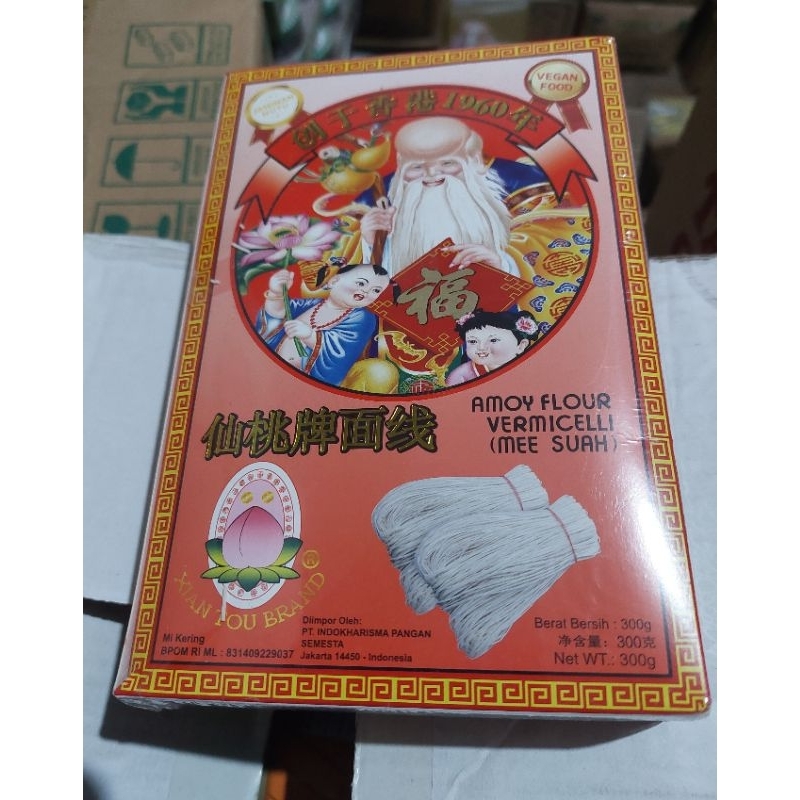 VEGAN
FOOD
创于香港1960年
福
仙桃牌面线
AMOY FLOUR
VERMICELLI
(MEE SUAH)
XIAN TOU BRAND®
Mi Kering
BPOM RI ML : 831409229037
Diimpor Oleh:
PT. INDOKHARISMA PANGAN
SEMESTA
Jakarta 14450 - Indonesia
Berat Bersih : 300g
净含量: 300克
Net WT.: 300g